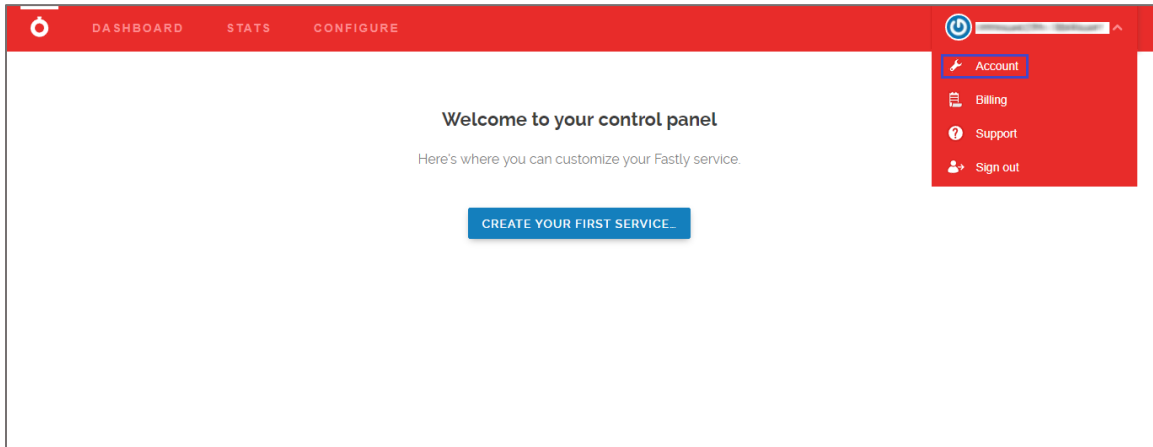 DASHBOARD STATS CONFIGURE
Account
Billing
Support
Sign out
Welcome to your control panel
Here's where you can customize your Fastly service.
CREATE YOUR FIRST SERVICE...